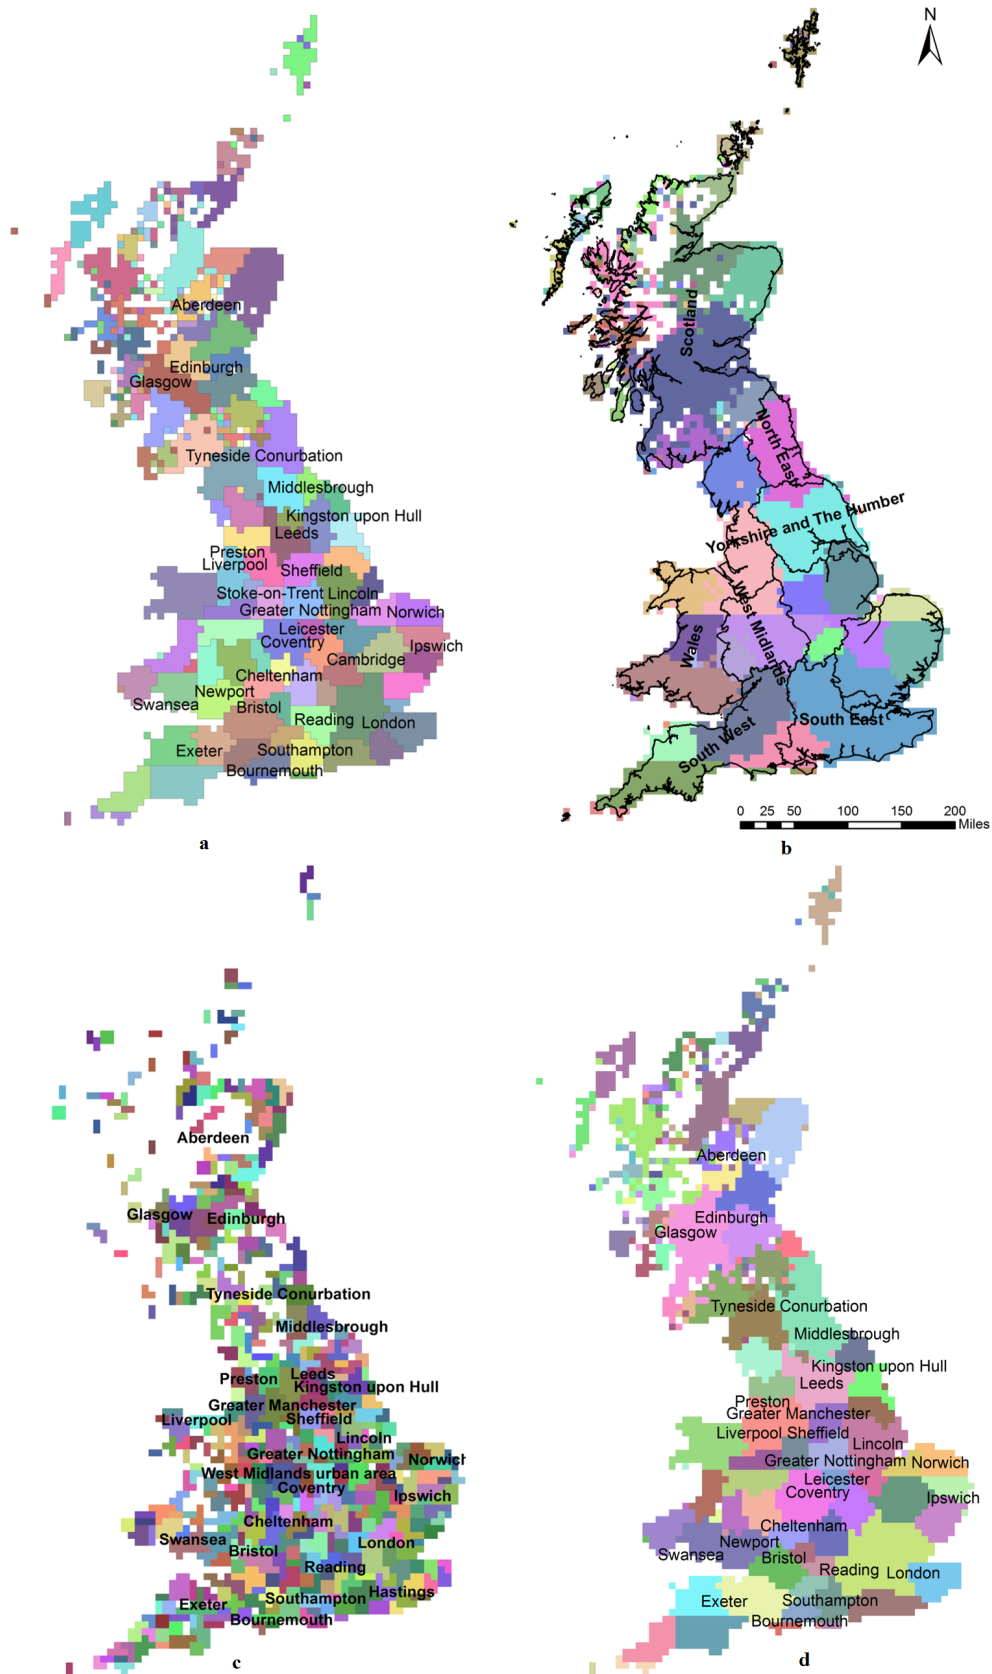 Aberdeen
Edinburgh
Glasgow
Tyneside Conurbation
Middlesbrough
Kingston upon Hull
Leeds
Preston
Liverpool
Sheffield
Stoke-on-Trent Lincoln
Greater Nottingham Norwich
Leicester
Coventry
Ipswich
Cambridge
Cheltenham
Newport
Swansea
Bristol
Reading London
Exeter
Southampton
Bournemouth
a
N
Scotland
North East
Yorkshire and The Humber
West Midlands
Wales
South East
South West
0 25 50 100 150 200
Miles
b
Aberdeen
Glasgow
Edinburgh
Tyneside Conurbation
Middlesbrough
Preston
Leeds
Kingston upon Hull
Greater Manchester
Liverpool
Sheffield
Lincoln
Greater Nottingham
Norwich
West Midlands urban area
Coventry
Ipswich
Cheltenham
Swansea
Bristol
London
Reading
Hastings
Southampton
Exeter
Bournemouth
c
Aberdeen
Edinburgh
Glasgow
Tyneside Conurbation
Middlesbrough
Kingston upon Hull
Leeds
Preston
Greater Manchester
Liverpool Sheffield
Lincoln
Greater Nottingham Norwich
Leicester
Coventry
Ipswich
Cheltenham
Newport
Swansea
Bristol
Reading London
Exeter
Southampton
Bournemouth
d